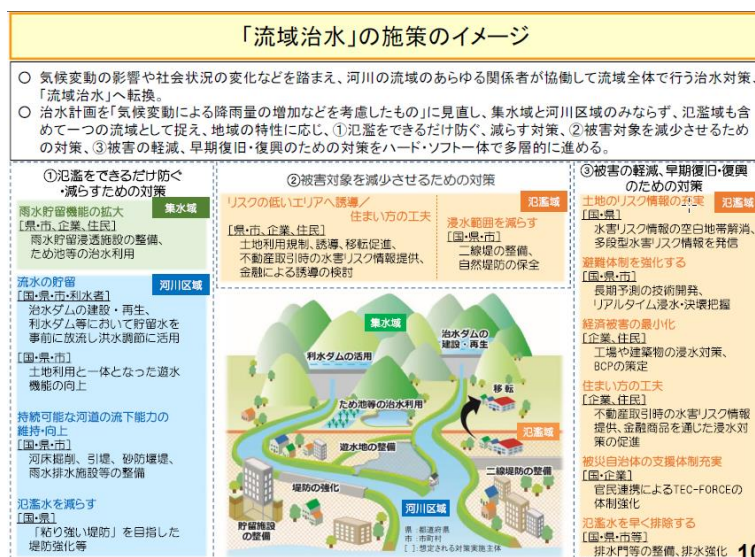 「流域治水」の施策のイメージ
○ 気候変動の影響や社会状況の変化などを踏まえ、河川の流域のあらゆる関係者が協働して流域全体で行う治水対策、
「流域治水」へ転換。
○ 治水計画を「気候変動による降雨量の増加などを考慮したもの」に見直し、集水域と河川区域のみならず、氾濫域も含
めて一つの流域として捉え、地域の特性に応じ、①氾濫をできるだけ防ぐ、減らす対策、②被害対象を減少させるため
の対策、③被害の軽減、早期復旧・復興のための対策をハード・ソフト一体で多層的に進める。
①氾濫をできるだけ防ぐ
・減らすための対策
集水域
雨水貯留機能の拡大
[県・市、企業、住民]
雨水貯留浸透施設の整備、
ため池等の治水利用
流水の貯留
河川区域
[国・県・市・利水者]
治水ダムの建設・再生、
利水ダム等において貯留水を
事前に放流し洪水調節に活用
[国・県・市]
土地利用と一体となった遊水
機能の向上
持続可能な河道の流下能力の
維持・向上
[国・県・市]
河床掘削、引堤、砂防堰堤、
雨水排水施設等の整備
氾濫水を減らす
[国・県]
「粘り強い堤防」を目指した
堤防強化等
②被害対象を減少させるための対策
リスクの低いエリアへ誘導/
住まい方の工夫
[県・市、企業、住民]
土地利用規制、誘導、移転促進、
不動産取引時の水害リスク情報提供、
金融による誘導の検討
氾濫域
浸水範囲を減らす
[国・県・市]
二線堤の整備、
自然堤防の保全
集水域
治水ダムの
建設・再生
利水ダムの活用
移転
ため池等の治水利用
氾濫域
遊水地の整備
二線堤防の整備
堤防の強化
河川区域
貯留施設
の整備
県:都道府県
市:市町村
[ ]:想定される対策実施主体
③被害の軽減、早期復旧・復興
のための対策
土地のリスク情報の充実
氾濫域
[国・県]
水害リスク情報の空白地帯解消、
多段型水害リスク情報を発信
避難体制を強化する
[国・県・市]
長期予測の技術開発、
リアルタイム浸水・決壊把握
経済被害の最小化
[企業、住民]
工場や建築物の浸水対策、
BCPの策定
住まい方の工夫
[企業、住民]
不動産取引時の水害リスク情報
提供、金融商品を通じた浸水対
策の促進
被災自治体の支援体制充実
[国・企業]
官民連携によるTEC-FORCEの
体制強化
氾濫水を早く排除する
[国・県・市等]
排水門等の整備、排水強化